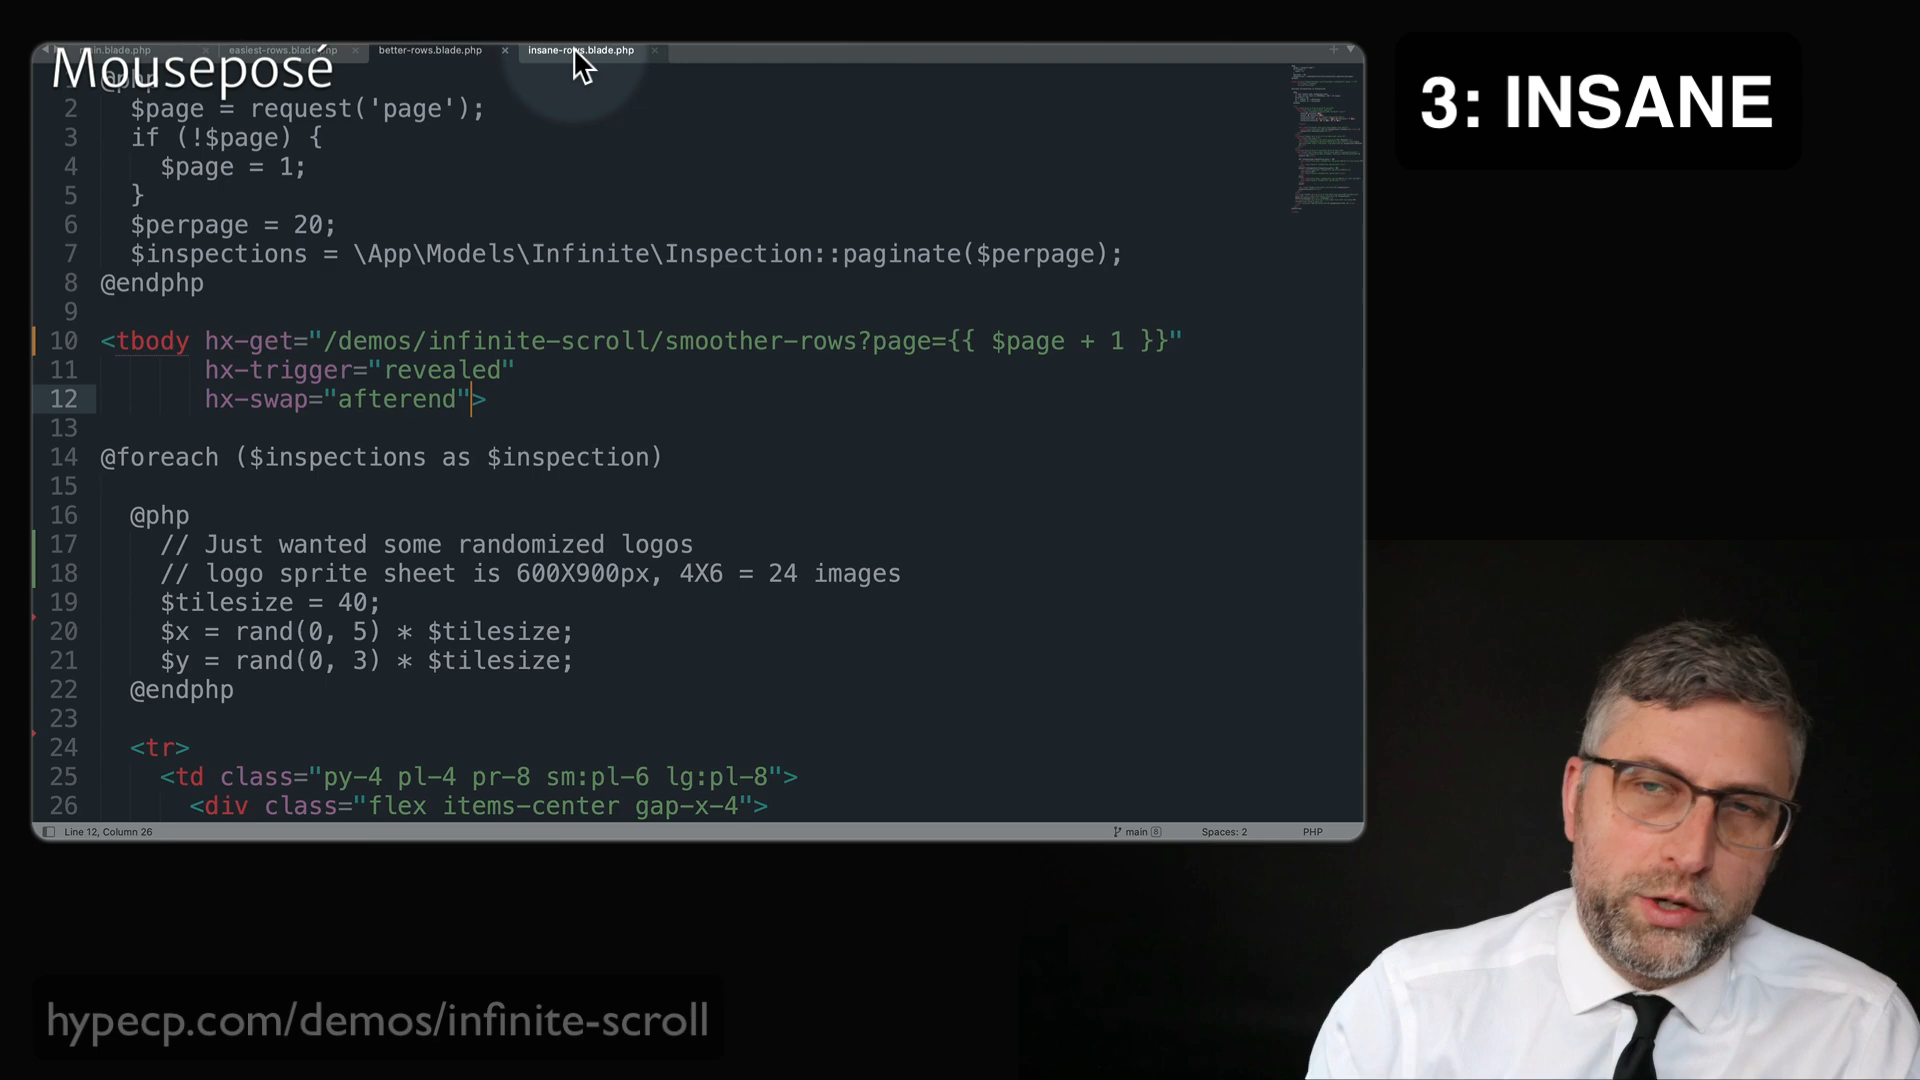 easiest-rows.blade.php
better-rows.blade.php
insane-rows.blade.php
Mouseposé
3: INSANE
@php
2 $page = request('page');
3 if (!$page) {
4 $page = 1;
5 }
6 $perpage = 20;
7 $inspections = \App\Models\Infinite\Inspection::paginate($perpage);
8 @endphp
9
10 <tbody hx-get="/demos/infinite-scroll/smoother-rows?page={{ $page + 1 }}"
11 hx-trigger="revealed"
12 hx-swap="afterend">
13
14 @foreach ($inspections as $inspection)
15
16 @php
17 // Just wanted some randomized logos
18 // logo sprite sheet is 600X900px, 4X6 = 24 images
19 $tilesize = 40;
20 $x = rand(0, 5) * $tilesize;
21 $y = rand(0, 3) * $tilesize;
22 @endphp
23
24 <tr>
25 <td class="py-4 pl-4 pr-8 sm:pl-6 lg:pl-8">
26 <div class="flex items-center gap-x-4">
Line 12, Column 26
main 8
Spaces: 2
PHP
hypecp.com/demos/infinite-scroll